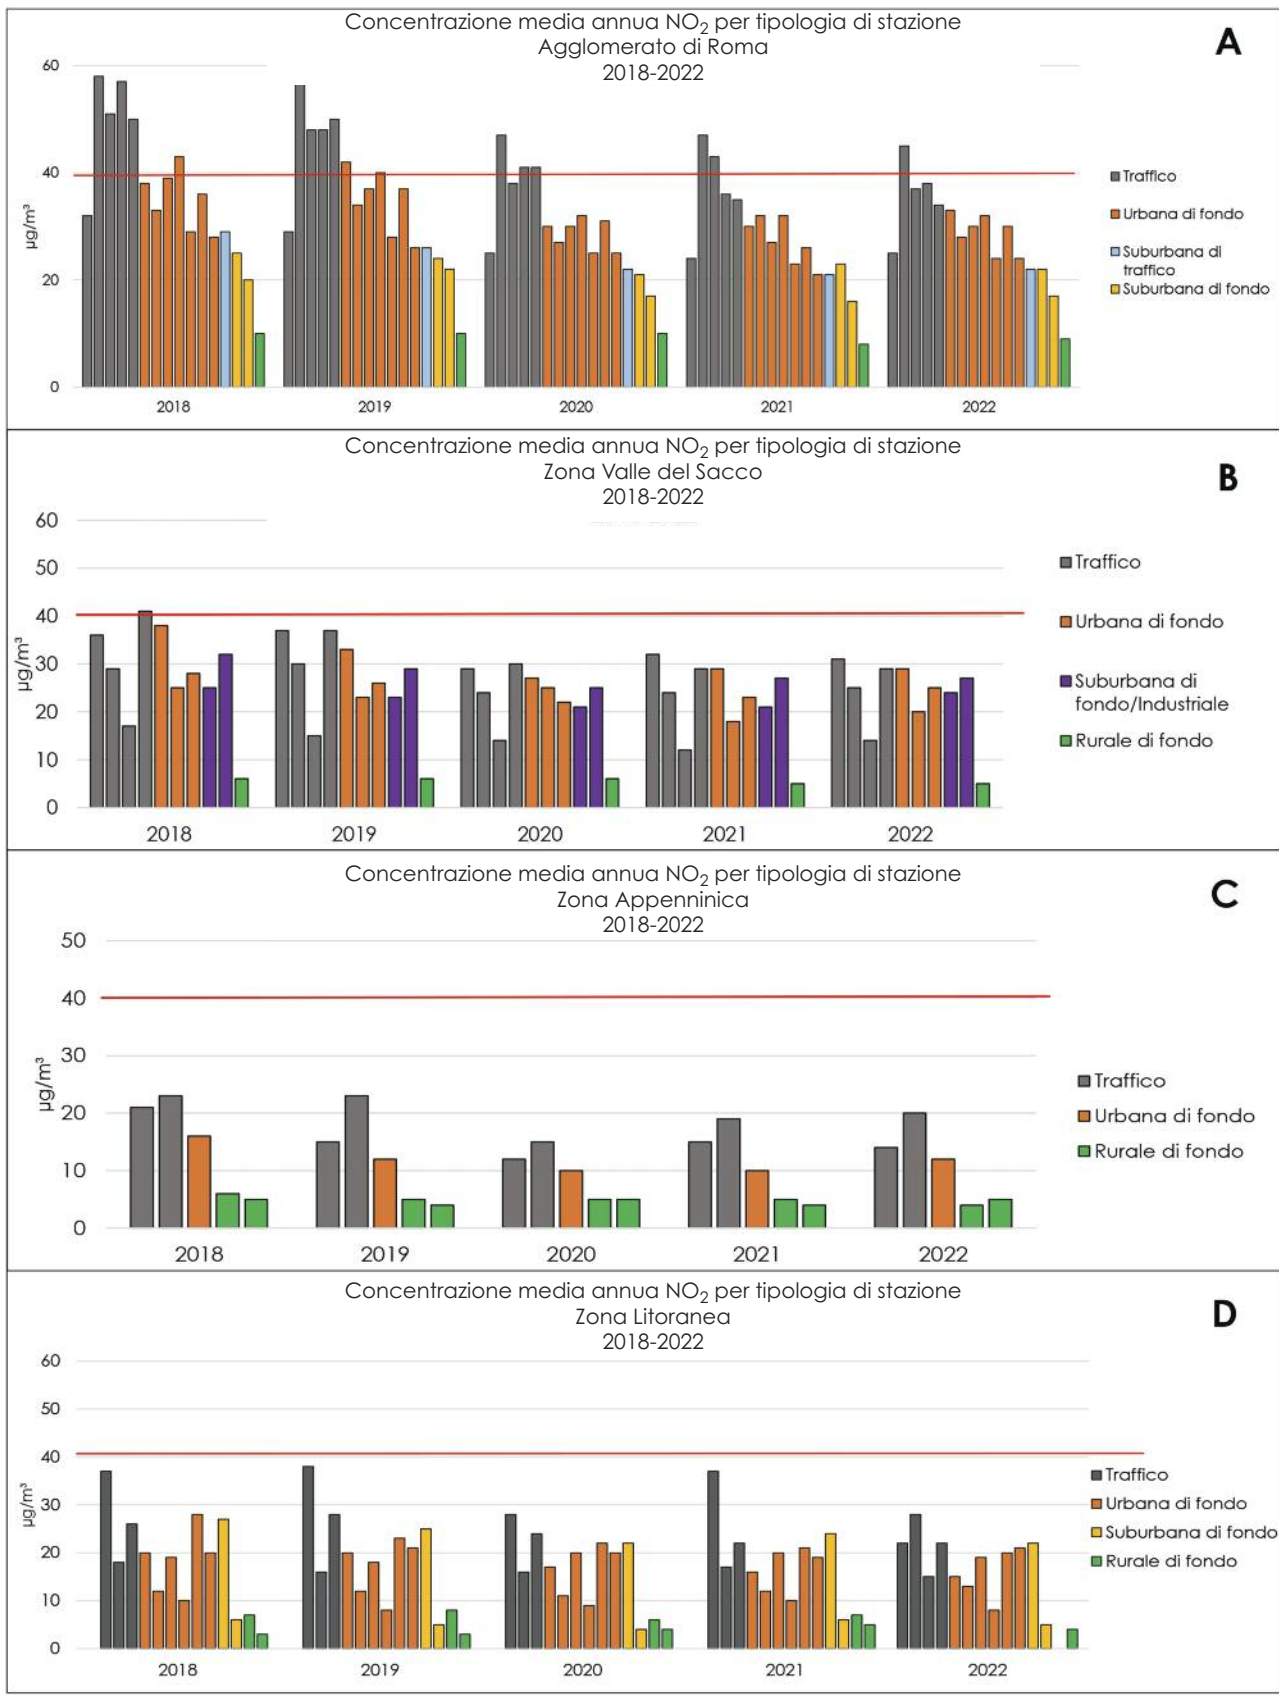 Concentrazione media annua NO₂ per tipologia di stazione
Agglomerato di Roma
2018-2022
A
60
40
20
0
µg/m³
2018
2019
2020
2021
2022
Traffico
Urbana di fondo
Suburbana di
traffico
Suburbana di fondo
Concentrazione media annua NO₂ per tipologia di stazione
Zona Valle del Sacco
2018-2022
B
60
50
40
30
20
10
0
µg/m³
2018
2019
2020
2021
2022
Traffico
Urbana di fondo
Suburbana di
fondo/Industriale
Rurale di fondo
Concentrazione media annua NO₂ per tipologia di stazione
Zona Appenninica
2018-2022
C
50
40
30
20
10
0
µg/m³
2018
2019
2020
2021
2022
Traffico
Urbana di fondo
Rurale di fondo
Concentrazione media annua NO₂ per tipologia di stazione
Zona Litoranea
2018-2022
D
60
50
40
30
20
10
0
µg/m³
2018
2019
2020
2021
2022
Traffico
Urbana di fondo
Suburbana di fondo
Rurale di fondo